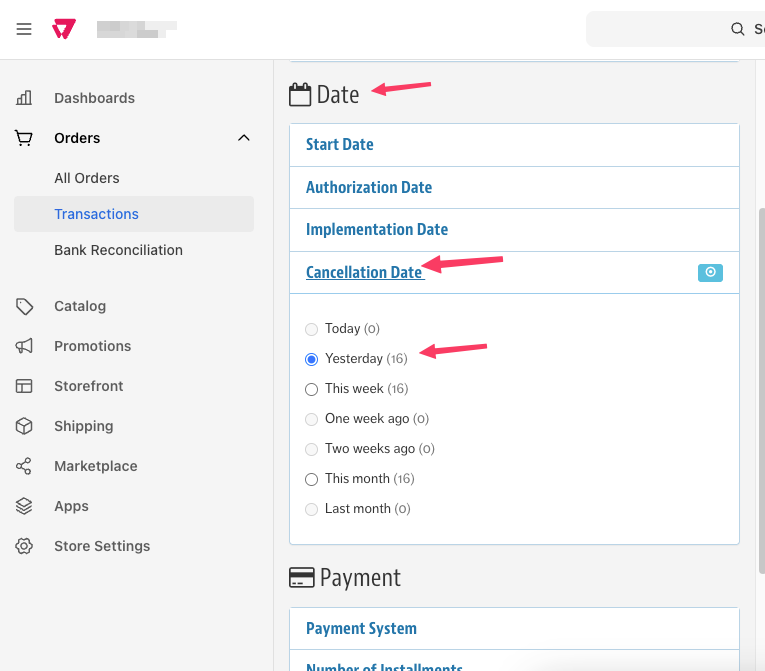 Dashboards
Orders
All Orders
Transactions
Bank Reconciliation
Catalog
Promotions
Storefront
Shipping
Marketplace
Apps
Store Settings
Date
Start Date
Authorization Date
Implementation Date
Cancellation Date
Today (0)
Yesterday (16)
This week (16)
One week ago (0)
Two weeks ago (0)
This month (16)
Last month (0)
Payment
Payment System
Number of Installments